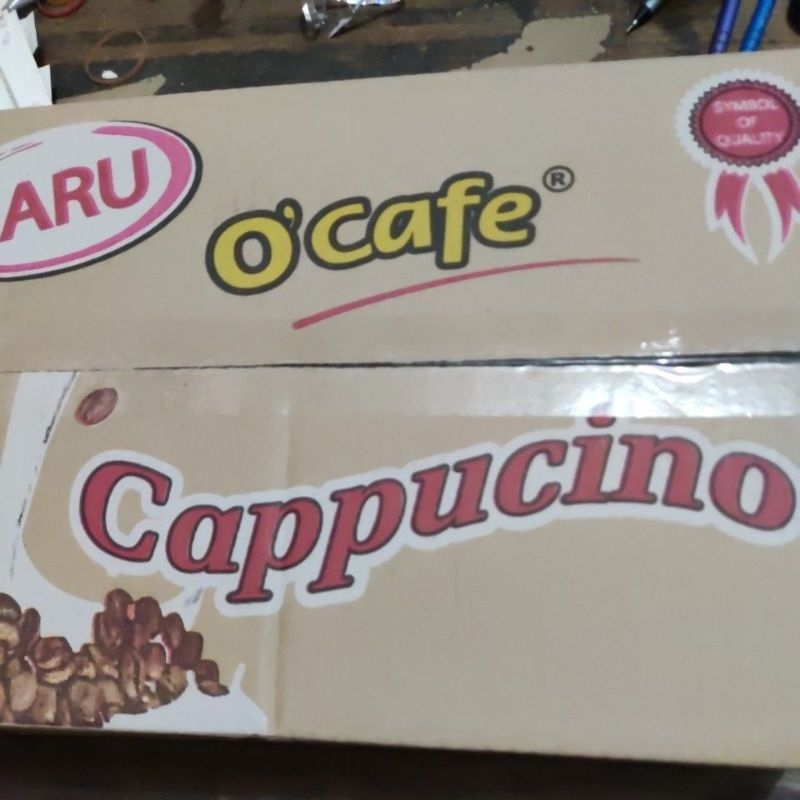 ARU
O'cafe®
SYMBOL
OF
QUALITY
Cappucino